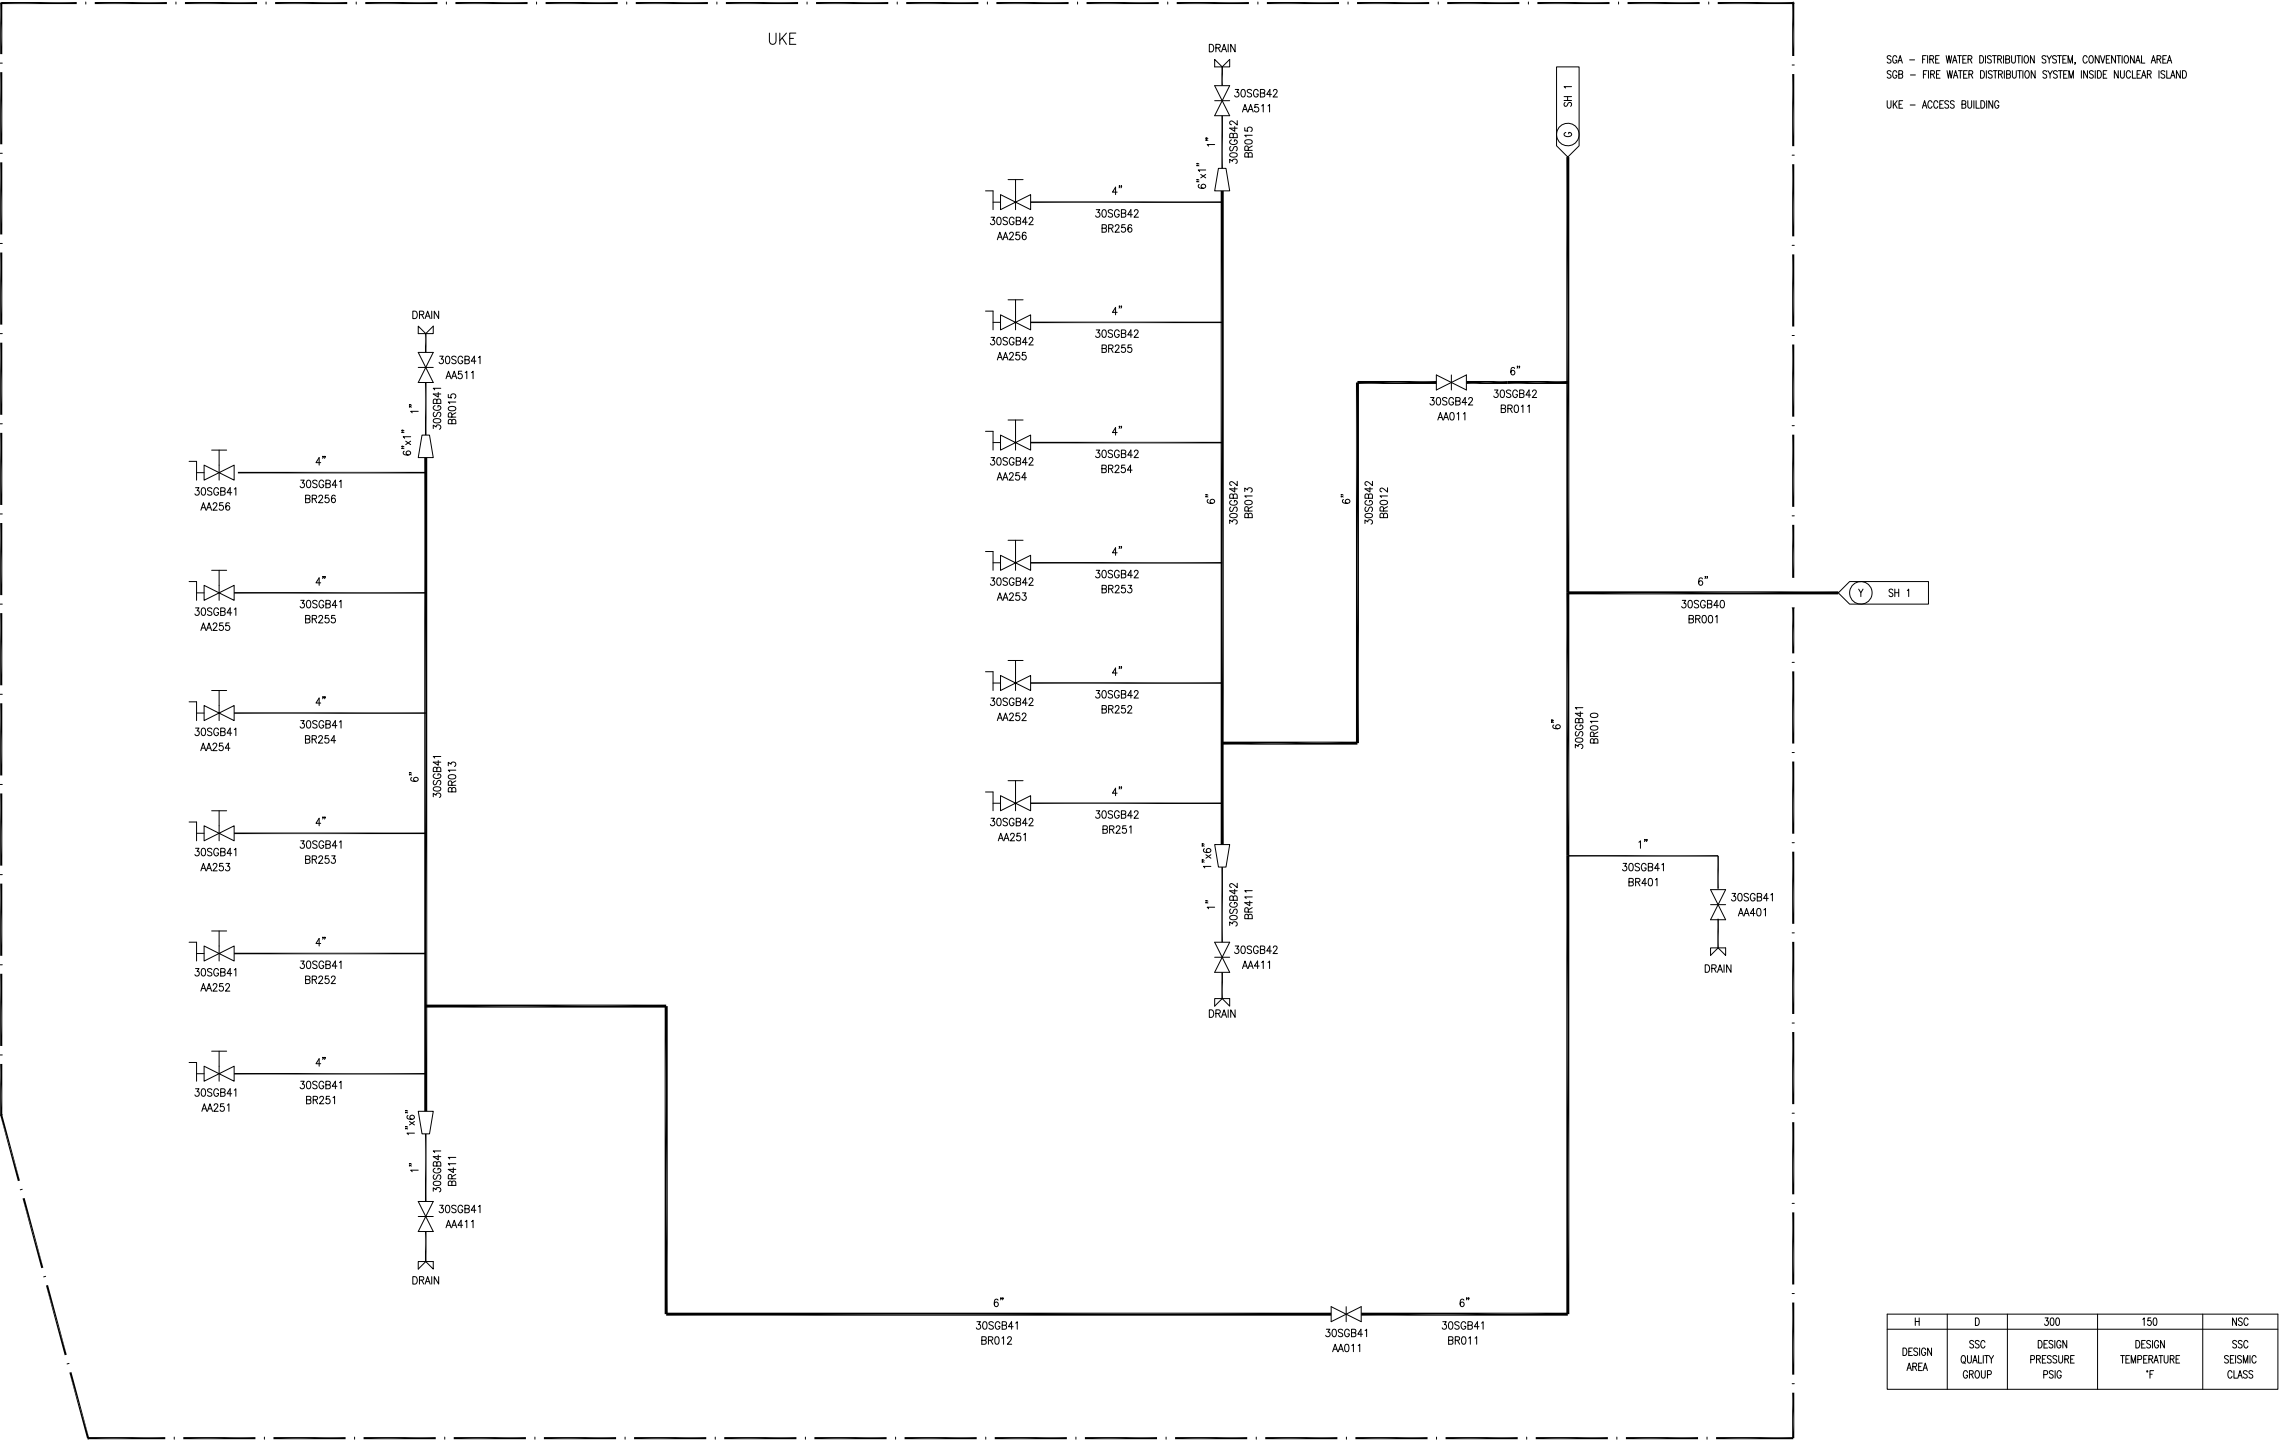 UKE
SGA – FIRE WATER DISTRIBUTION SYSTEM, CONVENTIONAL AREA
SGB – FIRE WATER DISTRIBUTION SYSTEM INSIDE NUCLEAR ISLAND
UKE – ACCESS BUILDING
DRAIN
30SGB41
AA511
1"
30SGB41
BR015
6"x1"
4"
30SGB41
BR256
30SGB41
AA256
4"
30SGB41
BR255
30SGB41
AA255
4"
30SGB41
BR254
30SGB41
AA254
6"
30SGB41
BR013
4"
30SGB41
BR253
30SGB41
AA253
4"
30SGB41
BR252
30SGB41
AA252
4"
30SGB41
BR251
30SGB41
AA251
1"x6"
1"
30SGB41
BR411
30SGB41
AA411
DRAIN
DRAIN
30SGB42
AA511
1"
30SGB42
BR015
6"x1"
4"
30SGB42
BR256
30SGB42
AA256
4"
30SGB42
BR255
30SGB42
AA255
4"
30SGB42
BR254
30SGB42
AA254
6"
30SGB42
BR013
4"
30SGB42
BR253
30SGB42
AA253
4"
30SGB42
BR252
30SGB42
AA252
4"
30SGB42
BR251
30SGB42
AA251
1"x6"
1"
30SGB42
BR411
30SGB42
AA411
DRAIN
6"
30SGB42
BR012
30SGB42
AA011
6"
30SGB42
BR011
G SH 1
6"
30SGB40
BR001
Y SH 1
6"
30SGB41
BR010
1"
30SGB41
BR401
30SGB41
AA401
DRAIN
6"
30SGB41
BR012
30SGB41
AA011
6"
30SGB41
BR011
H D 300 150 NSC
DESIGN
AREA
SSC
QUALITY
GROUP
DESIGN
PRESSURE
PSIG
DESIGN
TEMPERATURE
°F
SSC
SEISMIC
CLASS